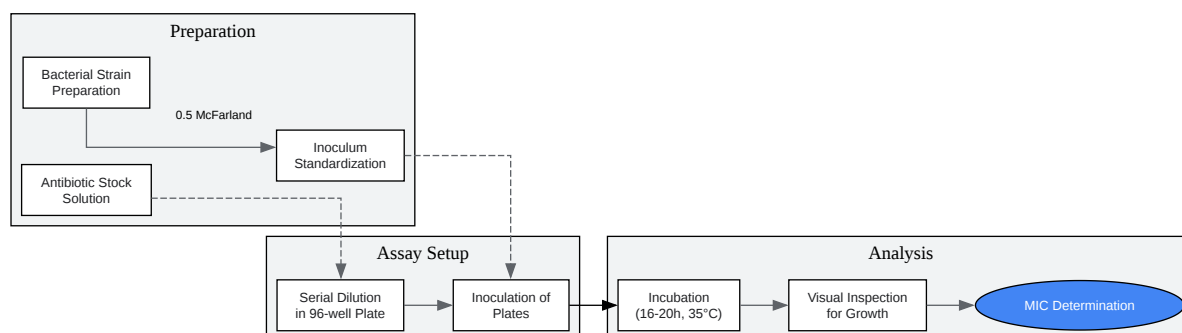 Preparation
Bacterial Strain
Preparation
0.5 McFarland
Inoculum
Standardization
Antibiotic Stock
Solution
Assay Setup
Serial Dilution
in 96-well Plate
Inoculation of
Plates
Analysis
Incubation
(16-20h, 35°C)
Visual Inspection
for Growth
MIC Determination